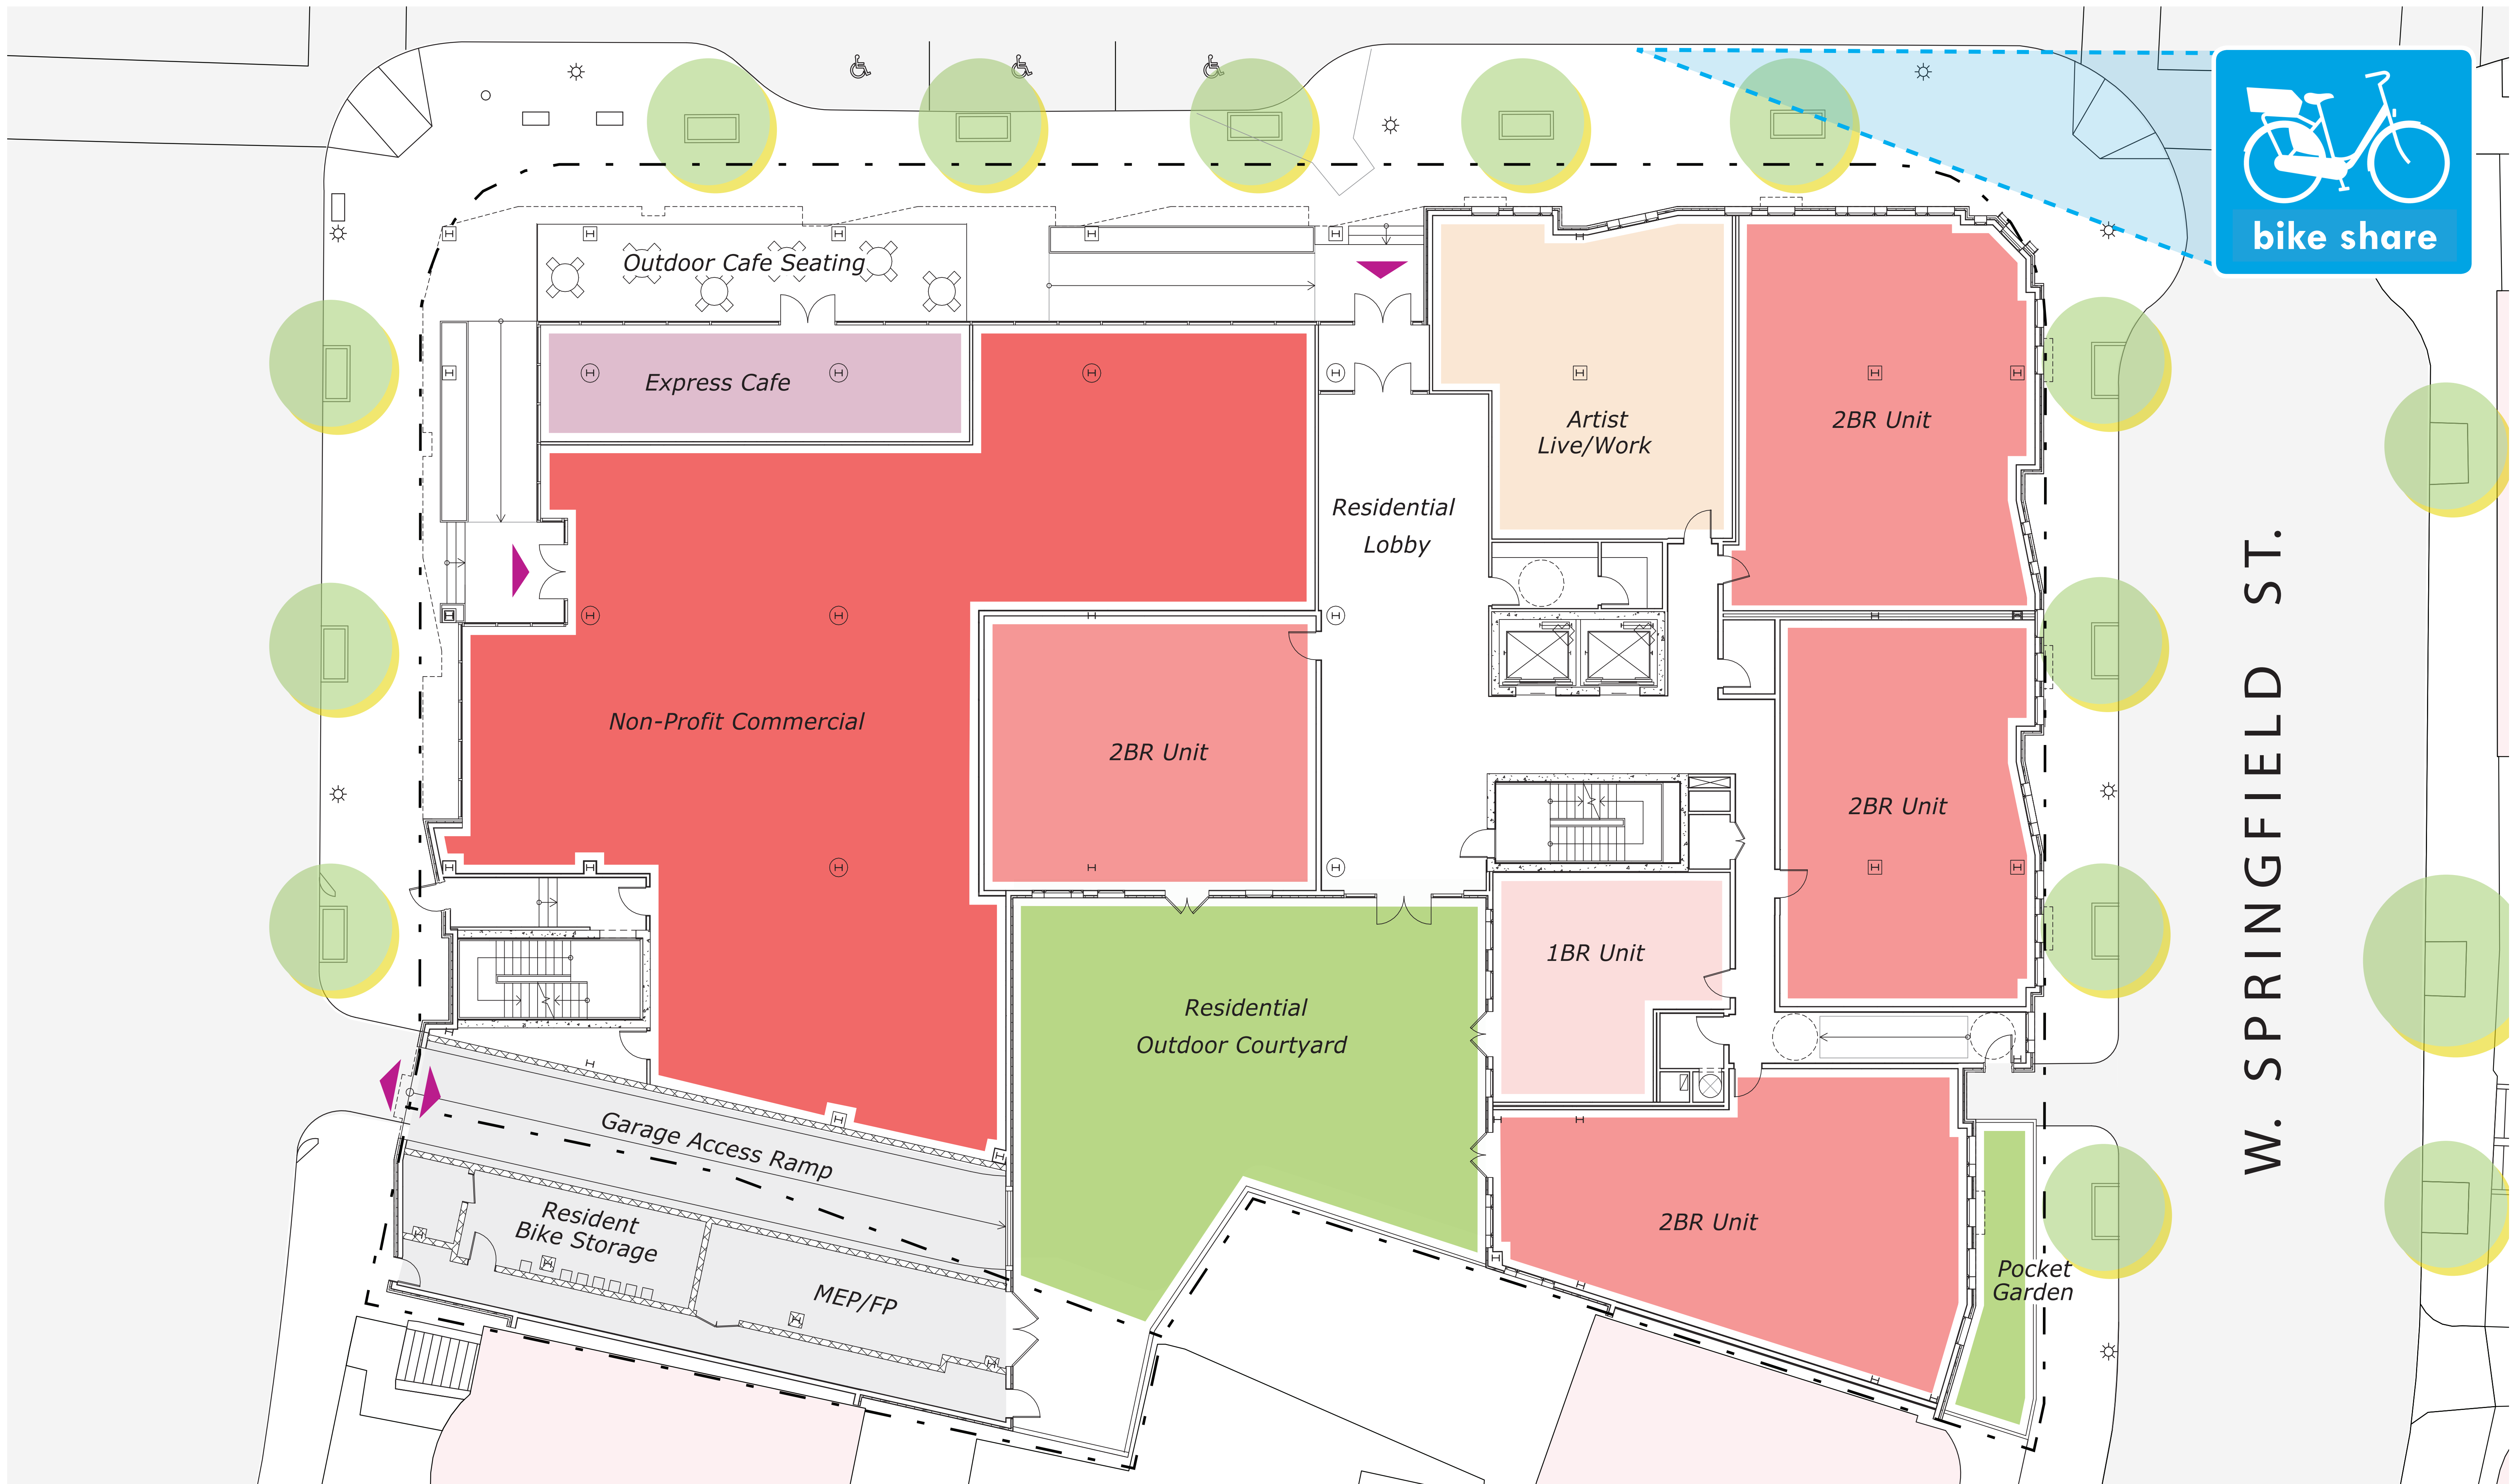 bike share
Outdoor Cafe Seating
Express Cafe
Artist
Live/Work
2BR Unit
Residential
Lobby
Non-Profit Commercial
2BR Unit
2BR Unit
W. SPRINGFIELD ST.
1BR Unit
Residential
Outdoor Courtyard
Garage Access Ramp
Resident
Bike Storage
MEP/FP
2BR Unit
Pocket
Garden